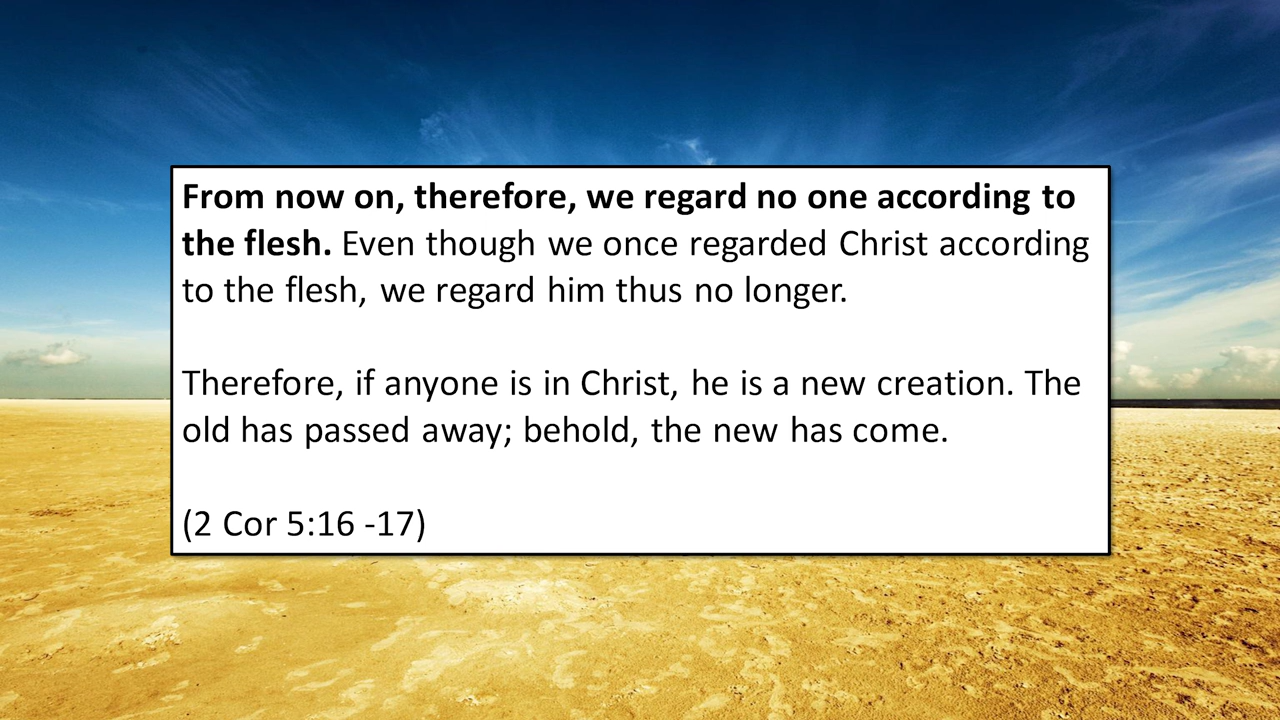 From now on, therefore, we regard no one according to
the flesh. Even though we once regarded Christ according
to the flesh, we regard him thus no longer.
Therefore, if anyone is in Christ, he is a new creation. The
old has passed away; behold, the new has come.
(2 Cor 5:16 -17)